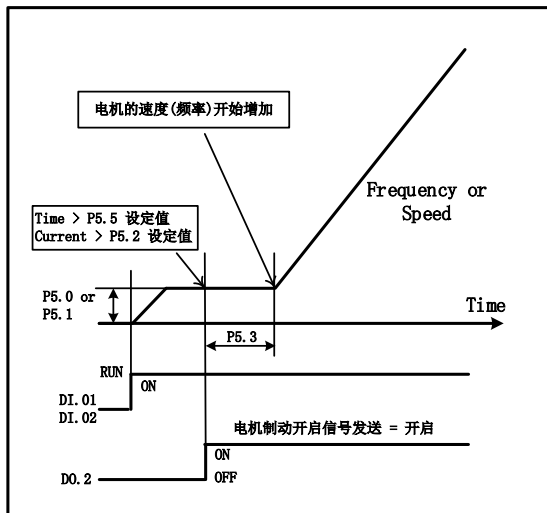 电机的速度(频率)开始增加
Frequency or
Speed
Time > P5.5 设定值
Current > P5.2 设定值
P5.0 or
P5.1
Time
P5.3
RUN
ON
DI.01
DI.02
电机制动开启信号发送 = 开启
ON
DO.2
OFF